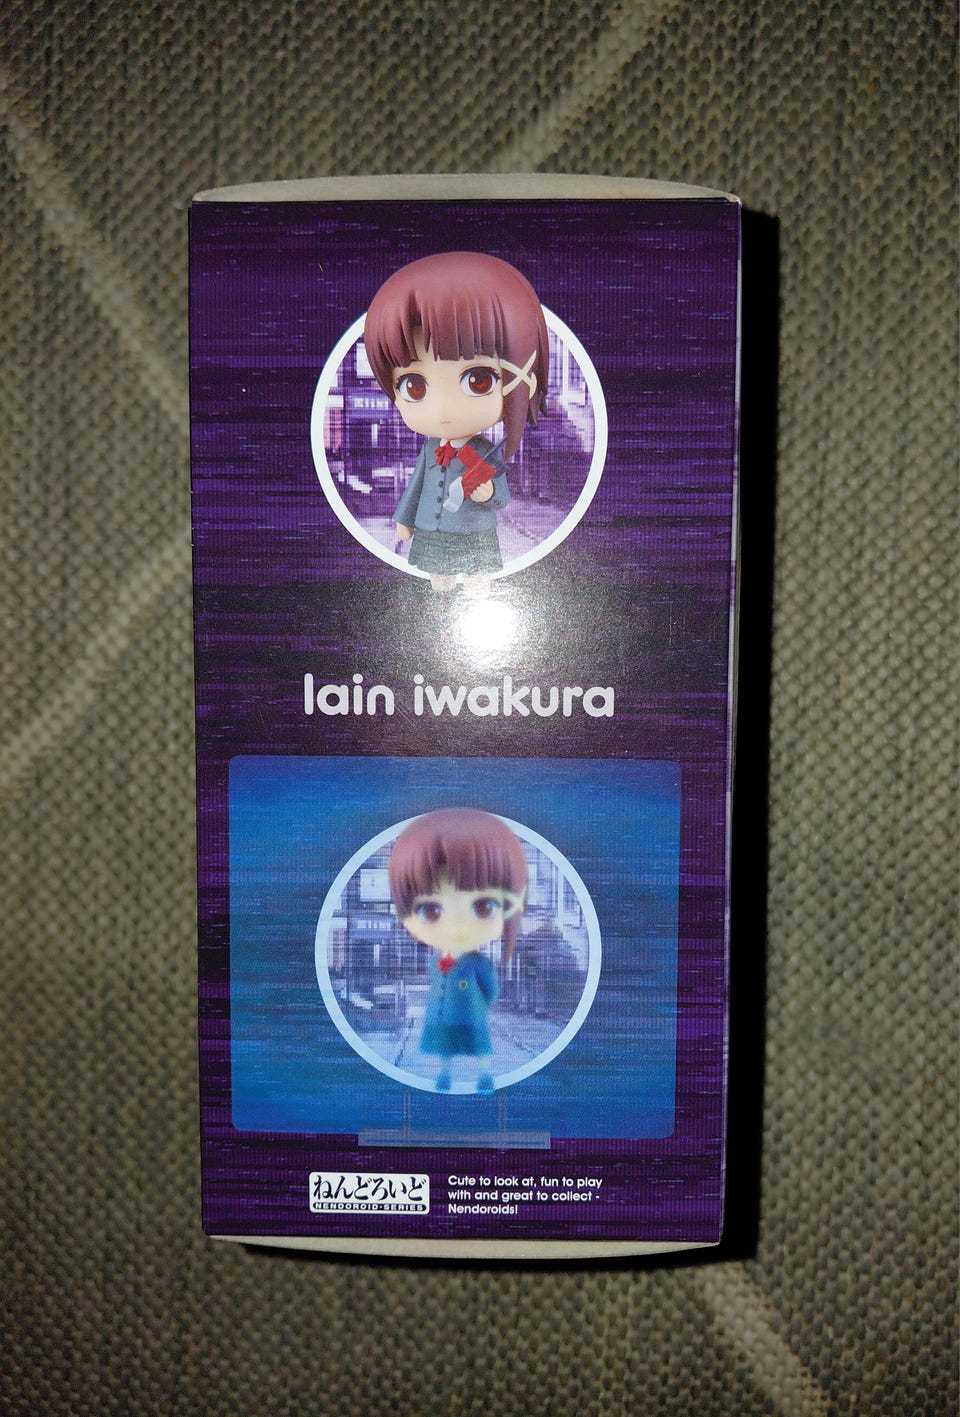 lain iwakura
ねんどろいど
NENDOROID·SERIES
Cute to look at, fun to play
with and great to collect -
Nendoroids!